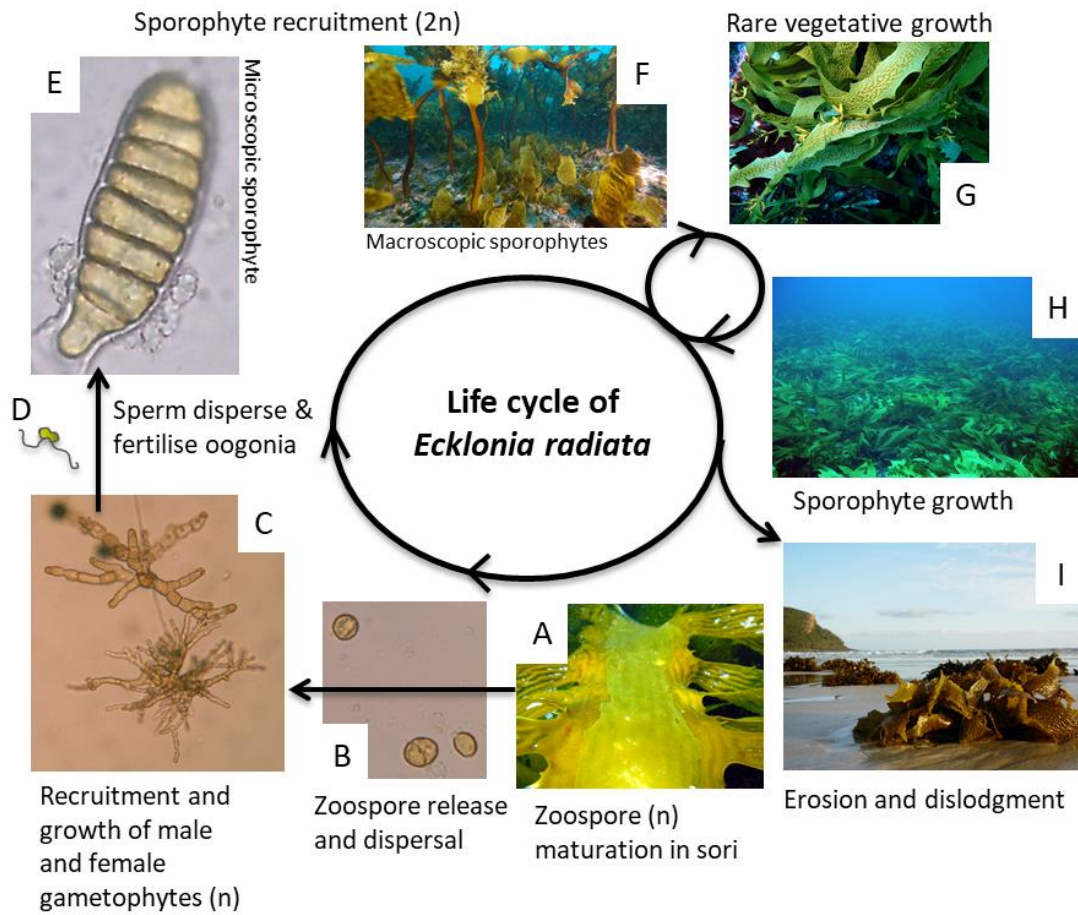 Sporophyte recruitment (2n)
Rare vegetative growth
E
Microscopic sporophyte
F
Macroscopic sporophytes
G
H
Sporophyte growth
Life cycle of
Ecklonia radiata
D
Sperm disperse &
fertilise oogonia
C
Recruitment and
growth of male
and female
gametophytes (n)
B
Zoospore release
and dispersal
A
Zoospore (n)
maturation in sori
I
Erosion and dislodgment